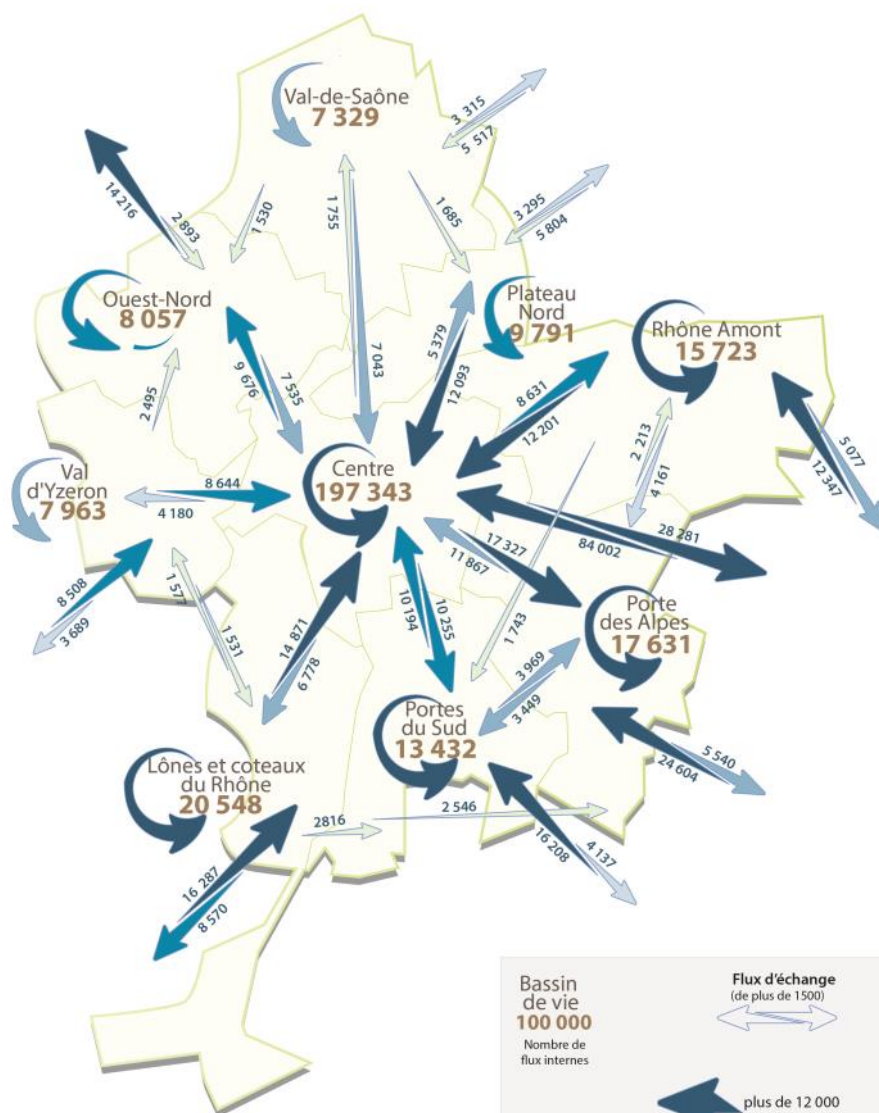 Val-de-Saône
7 329
3 315
5 517
14 216
2 893
1 530
1 755
1 685
3 295
5 804
Ouest-Nord
8 057
Plateau
Nord
9 791
Rhône Amont
15 723
9 676
7 535
7 043
5 379
12 093
8 631
12 201
2 495
2 213
4 161
5 077
12 347
Val
d'Yzeron
7 963
8 644
4 180
Centre
197 343
28 281
84 002
17 327
11 867
8 508
3 689
1 577
1 531
14 871
6 778
10 194
10 255
1 743
Porte
des Alpes
17 631
3 969
3 449
Portes
du Sud
13 432
Lônes et coteaux
du Rhône
20 548
5 540
24 604
2816
2 546
16 208
4 137
16 287
8 570
Bassin
de vie
100 000
Nombre de
flux internes
Flux d'échange
(de plus de 1500)
plus de 12 000